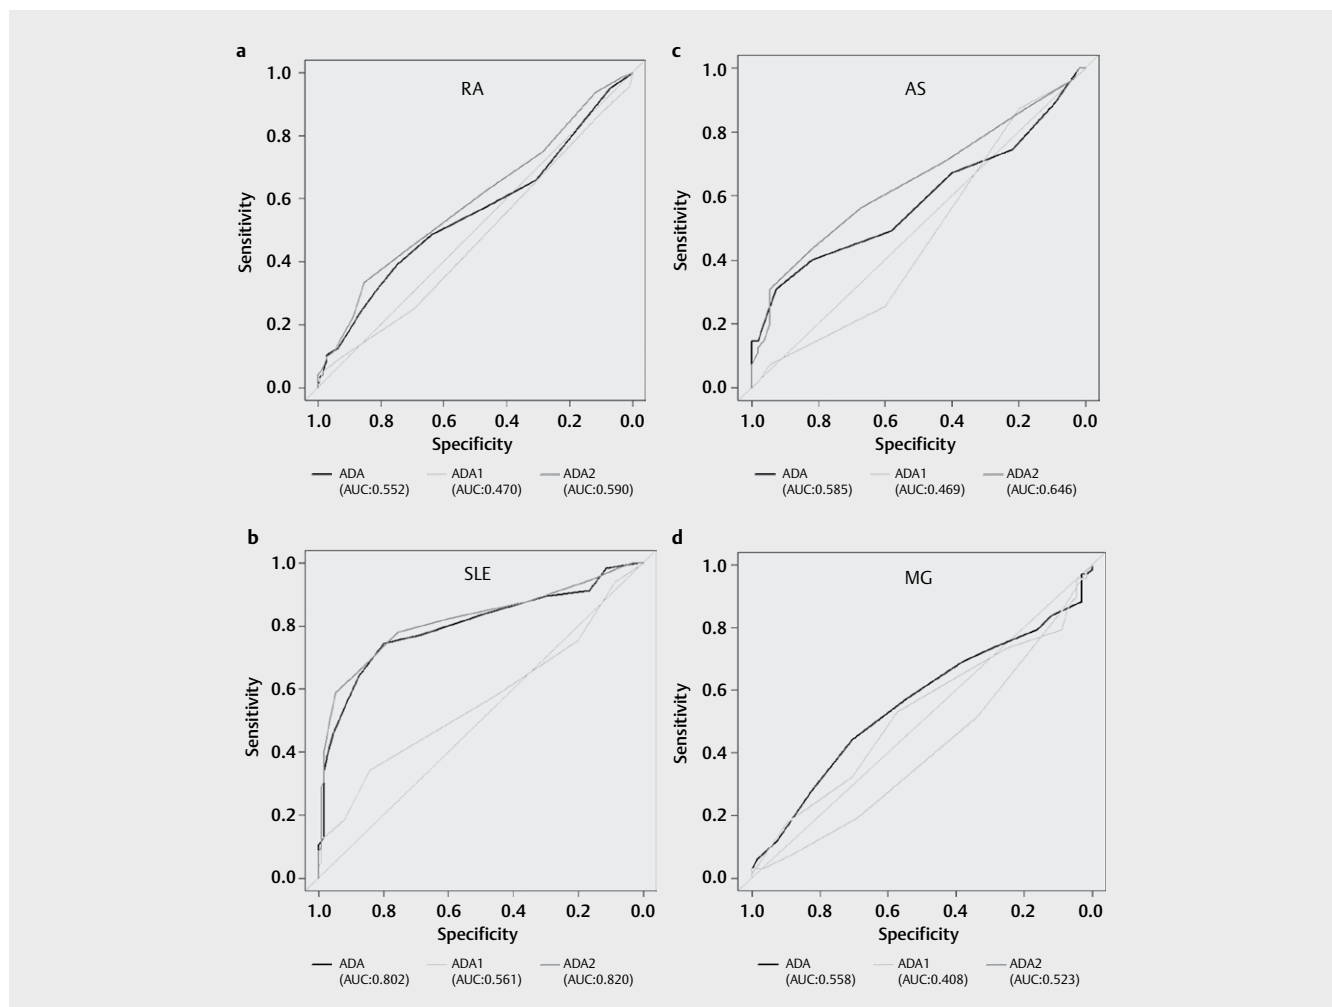 a
RA
1.0
0.8
0.6
0.4
0.2
0.0
Sensitivity
1.0 0.8 0.6 0.4 0.2 0.0
Specificity
ADA ADA1 ADA2
(AUC:0.552) (AUC:0.470) (AUC:0.590)
c
AS
1.0
0.8
0.6
0.4
0.2
0.0
Sensitivity
1.0 0.8 0.6 0.4 0.2 0.0
Specificity
ADA ADA1 ADA2
(AUC:0.585) (AUC:0.469) (AUC:0.646)
b
SLE
1.0
0.8
0.6
0.4
0.2
0.0
Sensitivity
1.0 0.8 0.6 0.4 0.2 0.0
Specificity
ADA ADA1 ADA2
(AUC:0.802) (AUC:0.561) (AUC:0.820)
d
MG
1.0
0.8
0.6
0.4
0.2
0.0
Sensitivity
1.0 0.8 0.6 0.4 0.2 0.0
Specificity
ADA ADA1 ADA2
(AUC:0.558) (AUC:0.408) (AUC:0.523)